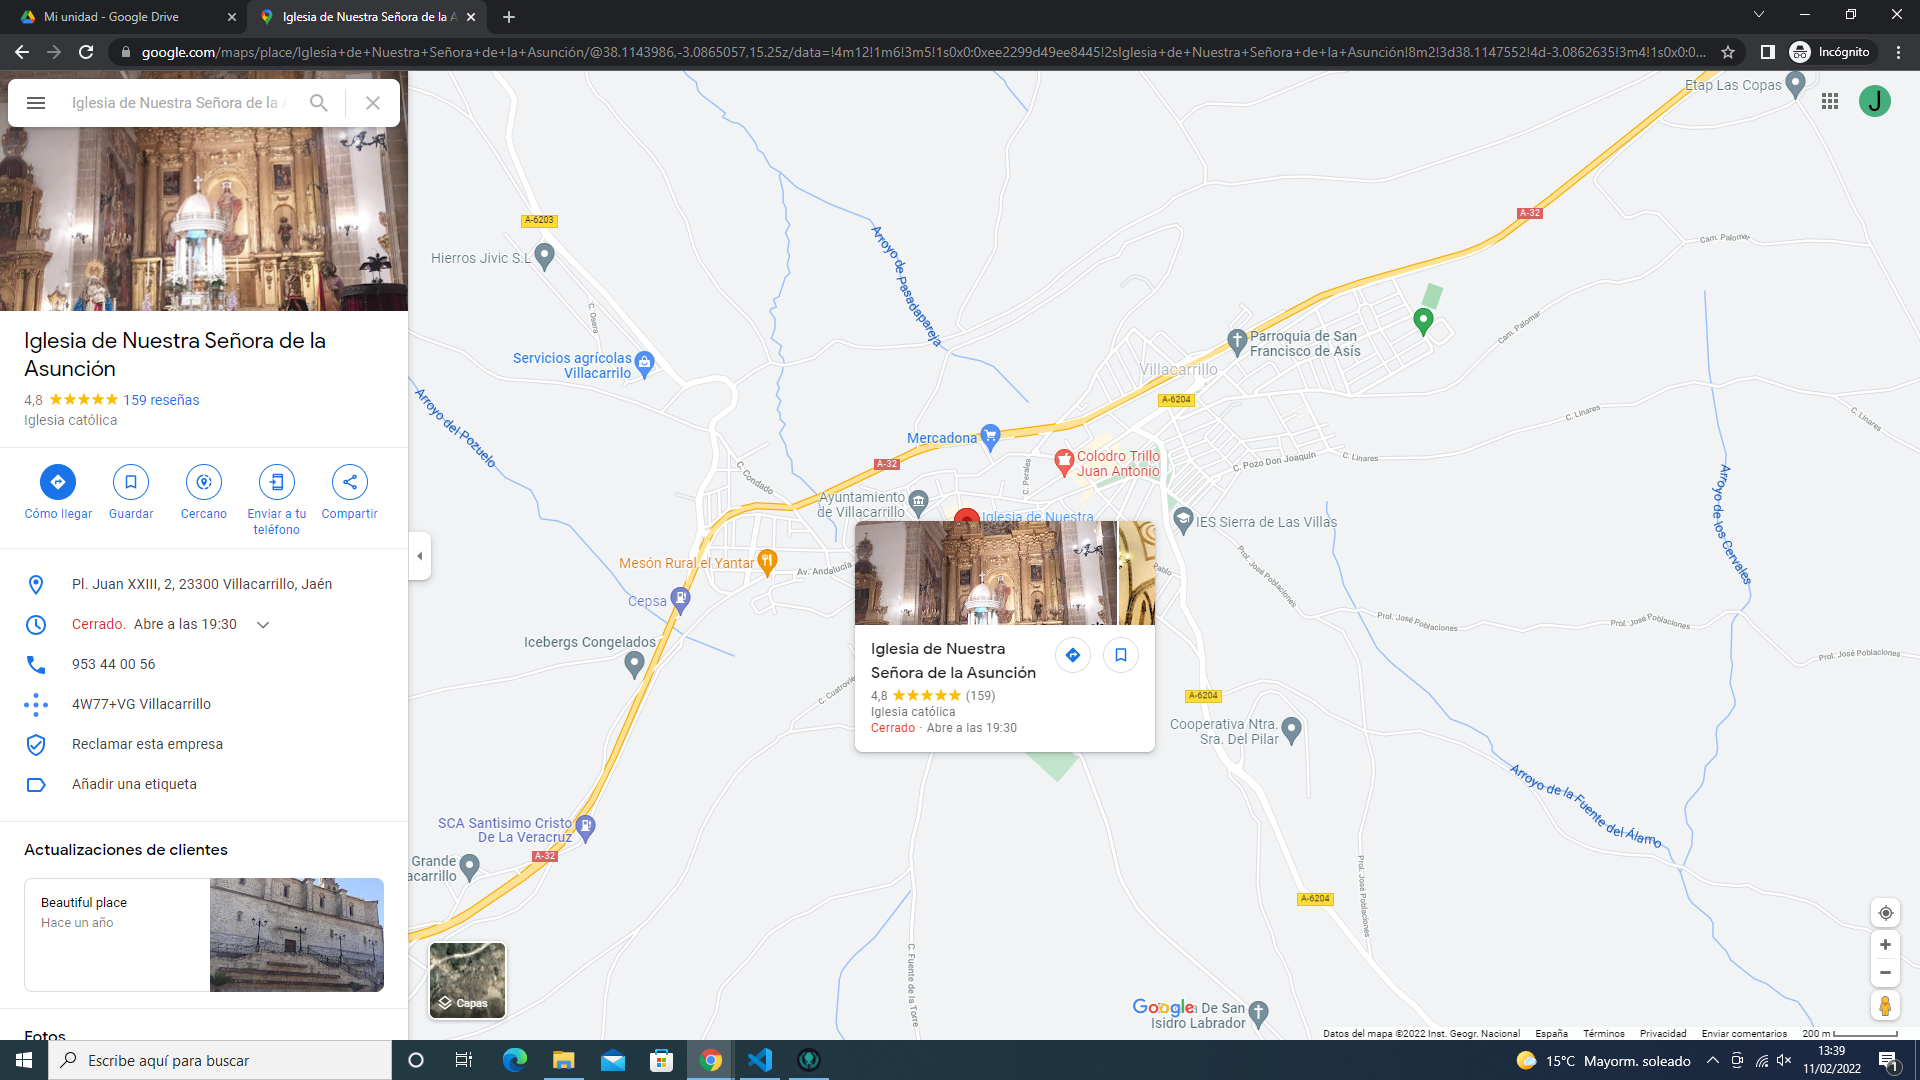 Mi unidad - Google Drive
Iglesia de Nuestra Señora de la A
Incógnito
google.com/maps/place/Iglesia+de+Nuestra+Señora+de+la+Asunción/@38.1143986,-3.0865057,15.25z/data=!4m12!1m6!3m5!1s0x0:0xee2299d49ee8445!2sIglesia+de+Nuestra+Señora+de+la+Asunción!8m2!3d38.1147552!4d-3.0862635!3m4!1s0x0:0...
Iglesia de Nuestra Señora de la A
Iglesia de Nuestra Señora de la
Asunción
4,8 159 reseñas
Iglesia católica
Cómo llegar
Guardar
Cercano
Enviar a tu
teléfono
Compartir
Pl. Juan XXIII, 2, 23300 Villacarrillo, Jaén
Cerrado. Abre a las 19:30
953 44 00 56
4W77+VG Villacarrillo
Reclamar esta empresa
Añadir una etiqueta
Actualizaciones de clientes
Beautiful place
Hace un año
Fotos
Etap Las Copas
J
A-6203
A-32
Hierros Jivic S.L
Arroyo de Pasadapareja
Cam. Palomar
C. Osera
Cam. Palomar
Parroquia de San
Francisco de Asís
Servicios agrícolas
Villacarrilo
Villacarrillo
A-6204
Arroyo del Pozuelo
C. Linares
C. Linares
Mercadona
A-32
Colodro Trillo
Juan Antonio
C. Pozo Don Joaquín
C. Linares
C. Condado
C. Perales
Ayuntamiento
de Villacarrillo
Iglesia de Nuestra
IES Sierra de Las Villas
Arroyo de los Cervales
Mesón Rural el Yantar
Av. Andalucía
Pablo
Prol. José Poblaciones
Cepsa
Prol. José Poblaciones
Prol. José Poblaciones
Icebergs Congelados
Prol. José Poblaciones
Iglesia de Nuestra
Señora de la Asunción
4,8 (159)
Iglesia católica
Cerrado · Abre a las 19:30
C. Cuatrovie
A-6204
Cooperativa Ntra.
Sra. Del Pilar
Arroyo de la Fuente del Álamo
SCA Santisimo Cristo
De La Veracruz
A-32
Grande
acarrillo
Prol. José Poblaciones
A-6204
C. Fuente de la Torre
Capas
Google
De San
Isidro Labrador
Datos del mapa ©2022 Inst. Geogr. Nacional España Términos Privacidad Enviar comentarios 200 m
Escribe aquí para buscar
15°C Mayorm. soleado
13:39
11/02/2022
1